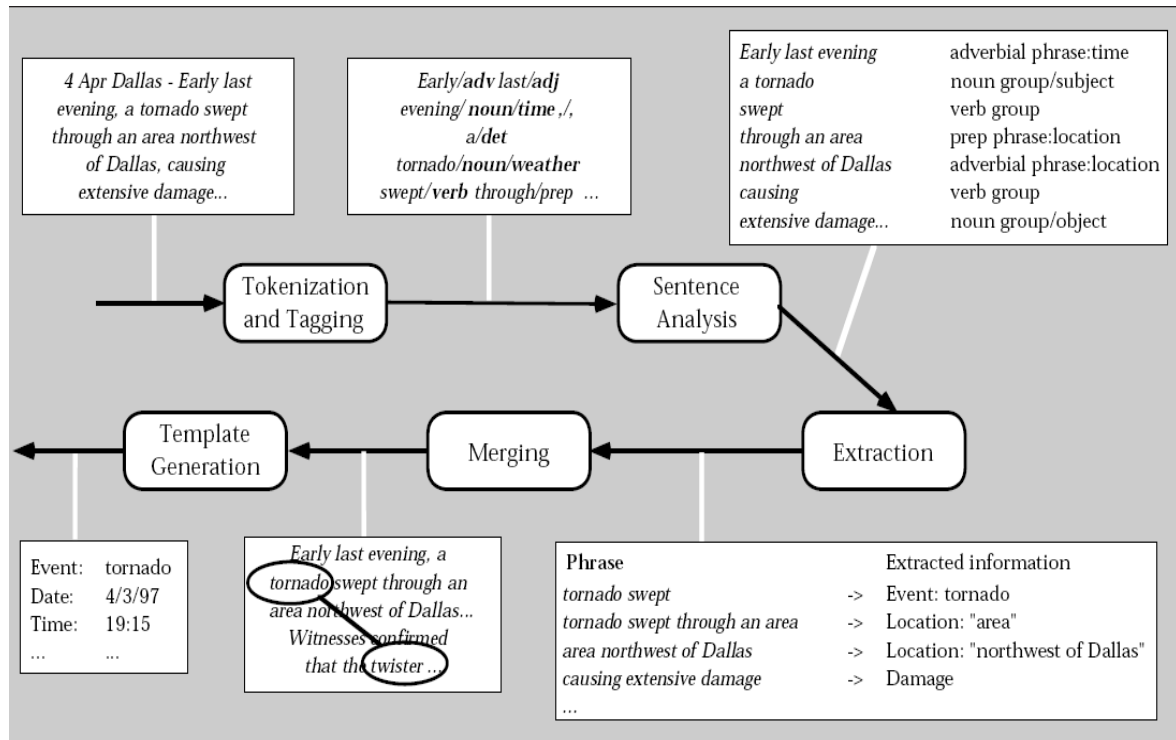 4 Apr Dallas - Early last
evening, a tornado swept
through an area northwest
of Dallas, causing
extensive damage...
Early/adv last/adj
evening/ noun/time ,/,
a/det
tornado/noun/weather
swept/verb through/prep ...
Early last evening adverbial phrase:time
a tornado noun group/subject
swept verb group
through an area prep phrase:location
northwest of Dallas adverbial phrase:location
causing verb group
extensive damage... noun group/object
Tokenization
and Tagging
Sentence
Analysis
Extraction
Merging
Template
Generation
Phrase Extracted information
tornado swept -> Event: tornado
tornado swept through an area -> Location: "area"
area northwest of Dallas -> Location: "northwest of Dallas"
causing extensive damage -> Damage
...
Early last evening, a
tornado swept through an
area northwest of Dallas...
Witnesses confirmed
that the twister ...
Event: tornado
Date: 4/3/97
Time: 19:15
... ...